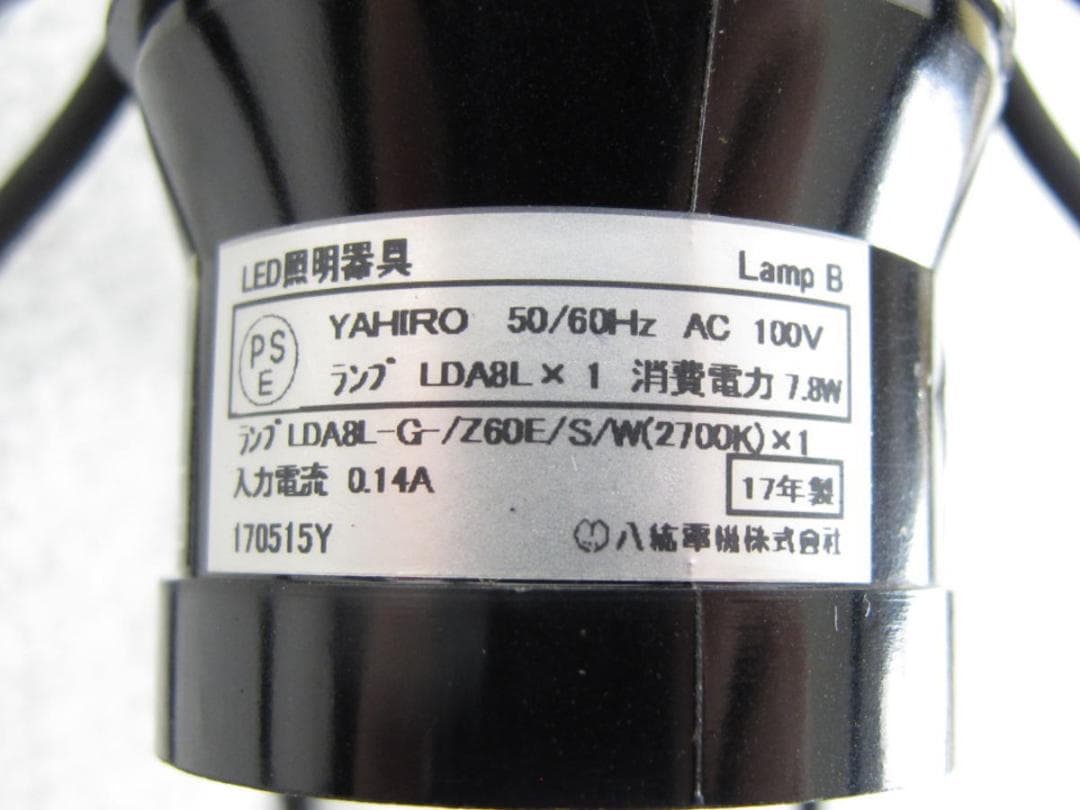 LED照明器具 Lamp B
PS
E
YAHIRO 50/60Hz AC 100V
ランプ LDA8L×1 消費電力 7.8W
ランプ LDA8L-G-/Z60E/S/W(2700K)×1
入力電流 0.14A
17年製
170515Y
八紘電機株式会社